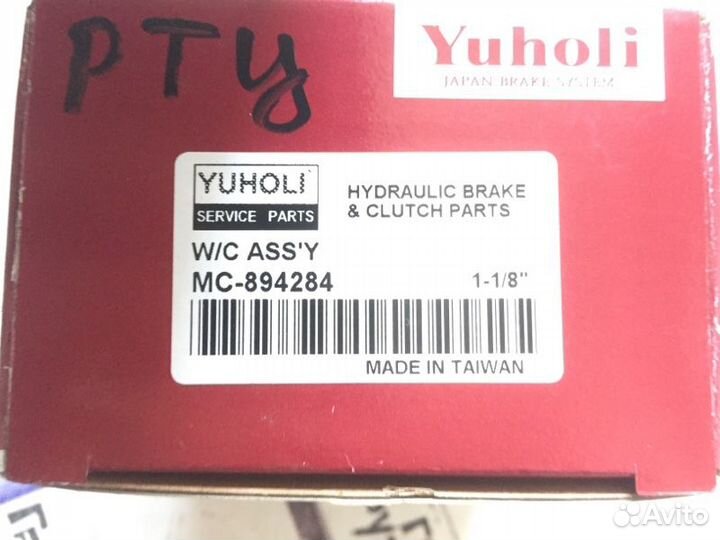 РТЦ
Yuholi
JAPAN BRAKE SYSTEM
YUHOLI
SERVICE PARTS
HYDRAULIC BRAKE
& CLUTCH PARTS
W/C ASS'Y
MC-894284
1-1/8"
MADE IN TAIWAN
Avito